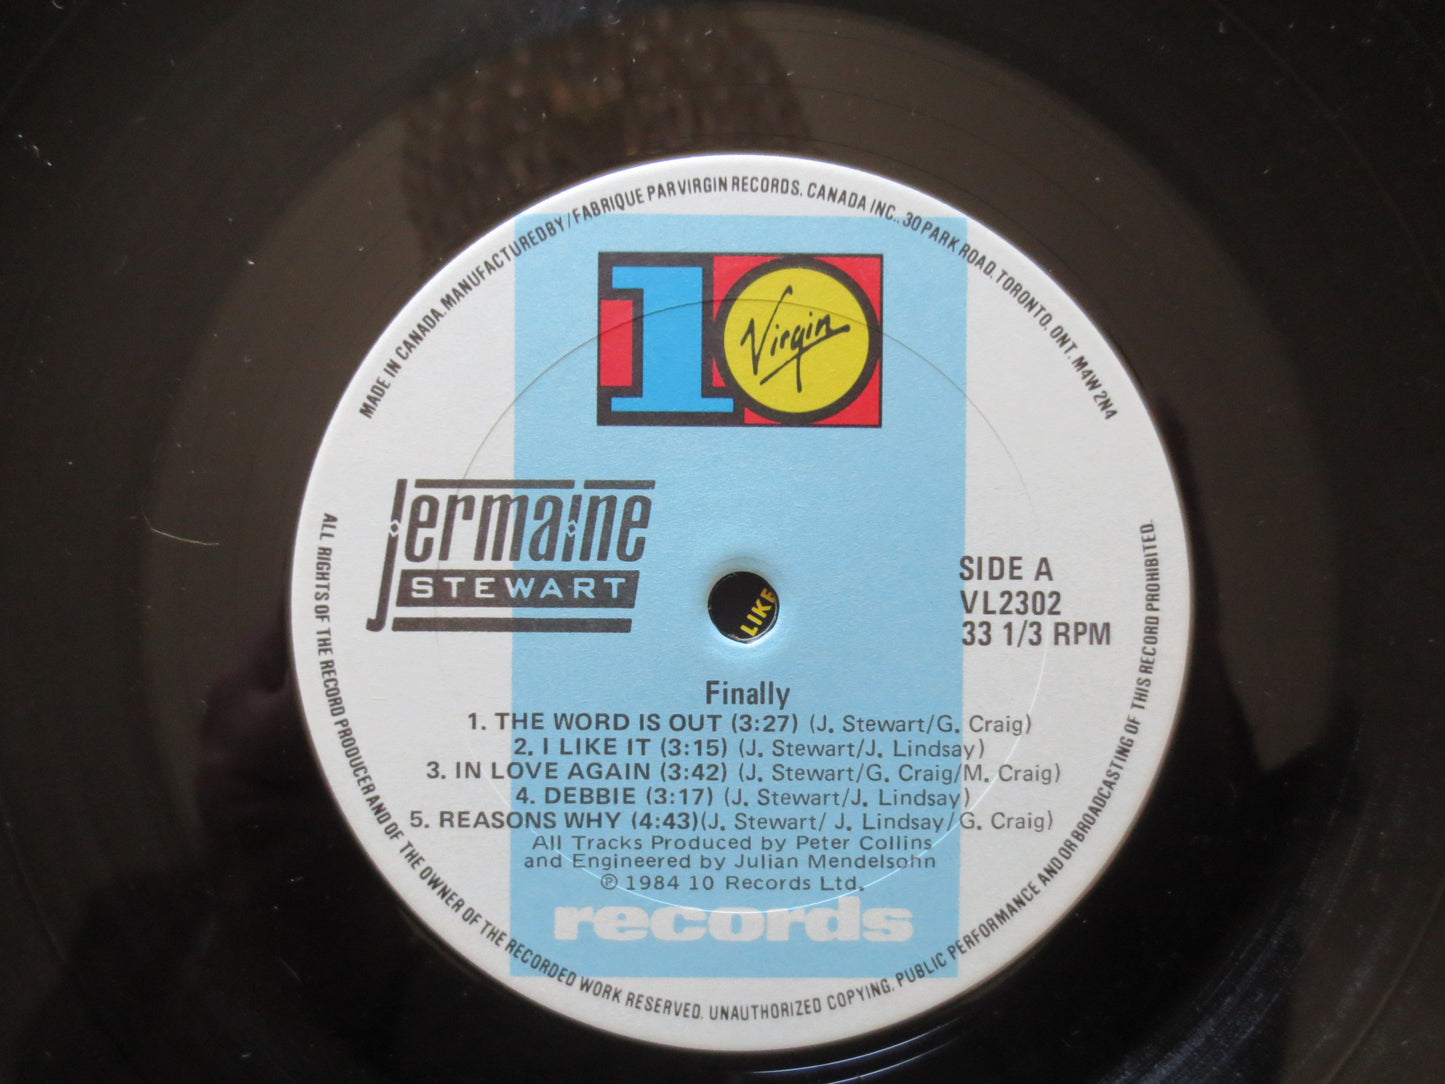 MADE IN CANADA. MANUFACTURED BY/FABRIQUE PAR VIRGIN RECORDS. CANADA INC., 30 PARK ROAD, TORONTO, ONT. M4W 2N4
10
Virgin
Jermaine
STEWART
SIDE A
VL2302
33 1/3 RPM
LIKE
Finally
1. THE WORD IS OUT (3:27) (J. Stewart/G. Craig)
2. I LIKE IT (3:15) (J. Stewart/J. Lindsay)
3. IN LOVE AGAIN (3:42) (J. Stewart/G. Craig/M. Craig)
4. DEBBIE (3:17) (J. Stewart/J. Lindsay)
5. REASONS WHY (4:43)(J. Stewart/ J. Lindsay/G. Craig)
All Tracks Produced by Peter Collins
and Engineered by Julian Mendelsohn
℗ 1984 10 Records Ltd.
records
ALL RIGHTS OF THE RECORD PRODUCER AND OF THE OWNER OF THE RECORDED WORK RESERVED. UNAUTHORIZED COPYING. PUBLIC PERFORMANCE AND OR BROADCASTING OF THIS RECORD PROHIBITED.